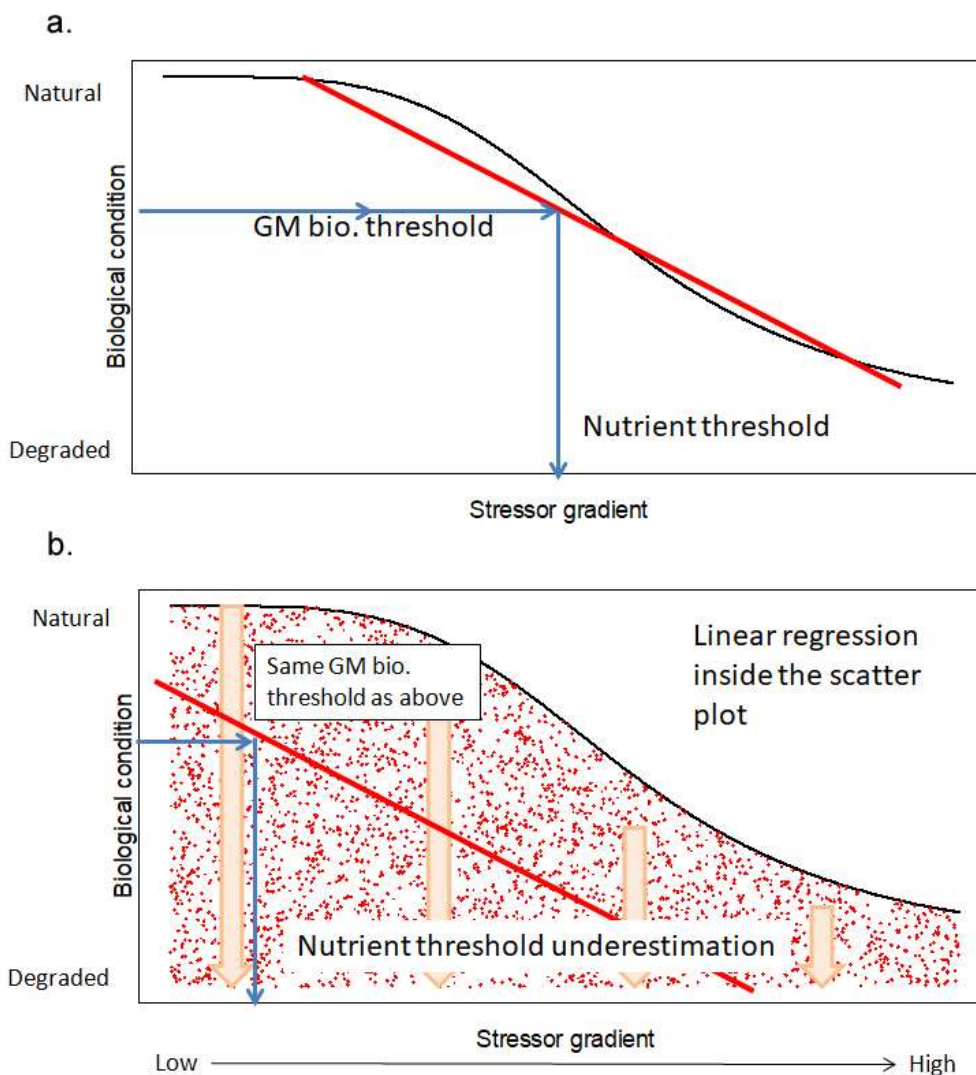 a.
Natural
Biological condition
GM bio. threshold
Nutrient threshold
Degraded
Stressor gradient
b.
Natural
Linear regression
inside the scatter
plot
Same GM bio.
threshold as above
Biological condition
Nutrient threshold underestimation
Degraded
Stressor gradient
Low
High